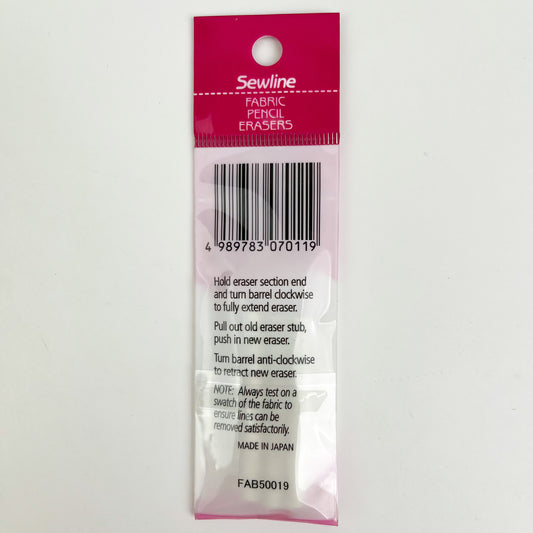 Sewline
FABRIC
PENCIL
ERASERS
4 989783 070119
Hold eraser section end
and turn barrel clockwise
to fully extend eraser.
Pull out old eraser stub,
push in new eraser.
Turn barrel anti-clockwise
to retract new eraser.
NOTE: Always test on a
swatch of the fabric to
ensure lines can be
removed satisfactorily.
MADE IN JAPAN
FAB50019